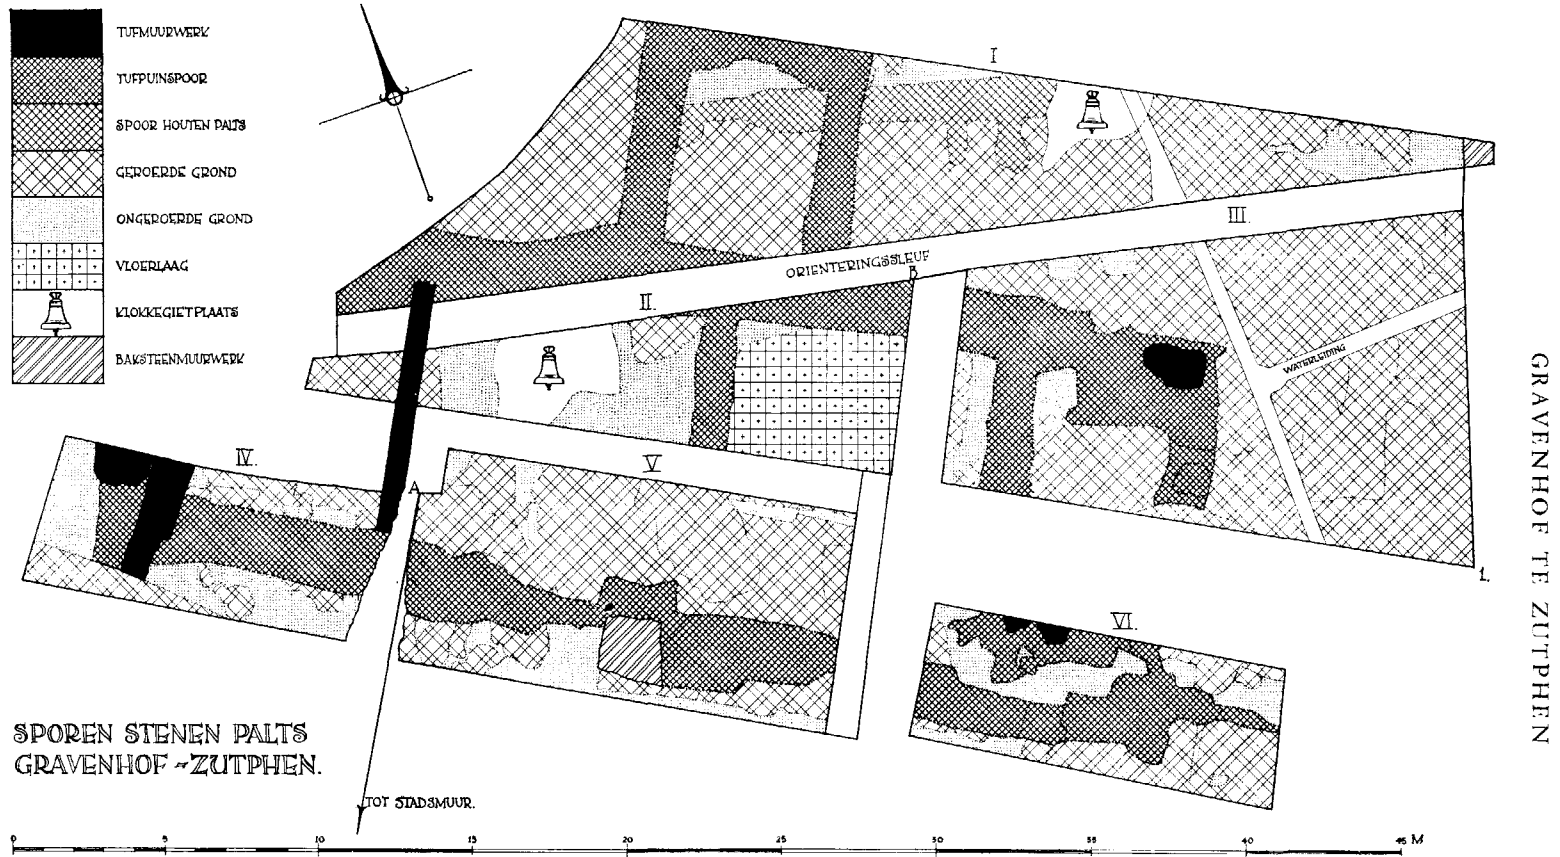 TUFMUURWERK
TUFPUINSPOOR
SPOOR HOUTEN PALTS
GEROERDE GROND
ONGEROERDE GROND
VLOERLAAG
KLOKKEGIETPLAATS
BAKSTEENMUURWERK
I
III.
ORIENTERINGSSLEUF
B
II.
WATERLEIDING
IV.
A
V
1.
VI.
SPOREN STENEN PALTS
GRAVENHOF ~ ZUTPHEN.
TOT STADSMUUR.
0 5 10 15 20 25 30 35 40 45 M
GRAVENHOF TE ZUTPHEN